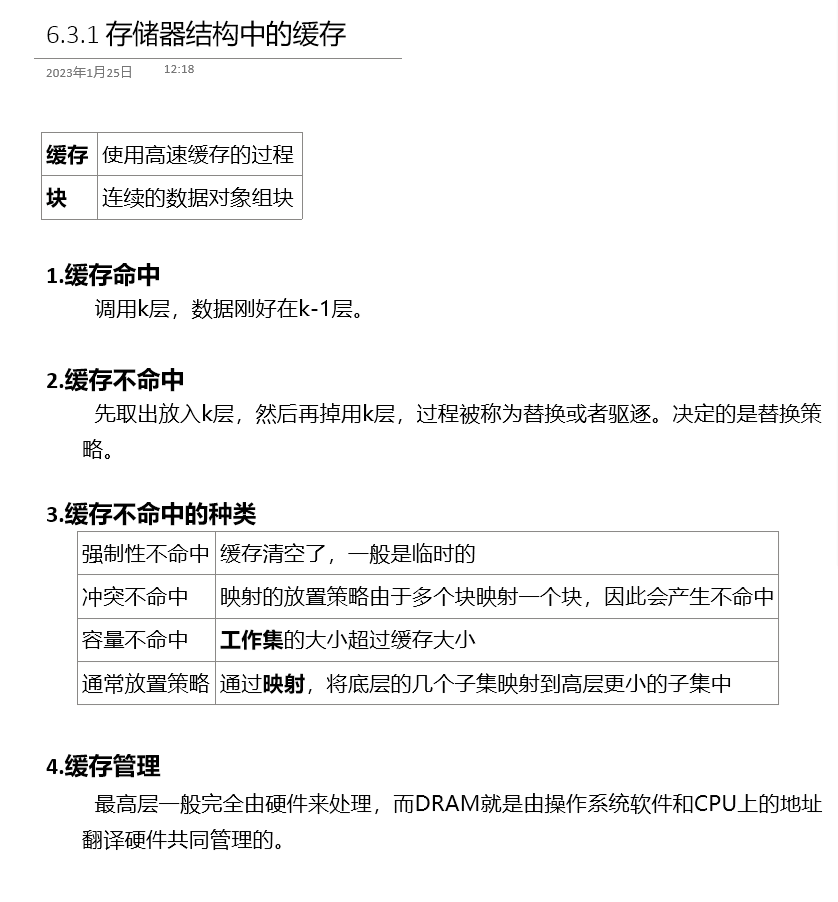 6.3.1 存储器结构中的缓存
2023年1月25日 12:18
缓存 使用高速缓存的过程
块 连续的数据对象组块
1.缓存命中
调用k层，数据刚好在k-1层。
2.缓存不命中
先取出放入k层，然后再掉用k层，过程被称为替换或者驱逐。决定的是替换策
略。
3.缓存不命中的种类
强制性不命中 缓存清空了，一般是临时的
冲突不命中 映射的放置策略由于多个块映射一个块，因此会产生不命中
容量不命中 工作集的大小超过缓存大小
通常放置策略 通过映射，将底层的几个子集映射到高层更小的子集中
4.缓存管理
最高层一般完全由硬件来处理，而DRAM就是由操作系统软件和CPU上的地址
翻译硬件共同管理的。